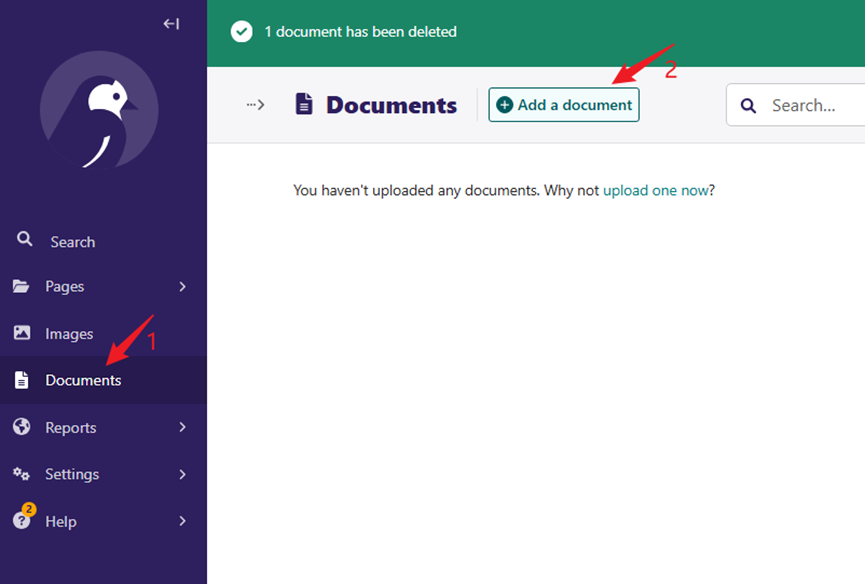 1 document has been deleted
2
Documents
Add a document
Search...
You haven't uploaded any documents. Why not upload one now?
Search
Pages
Images
1
Documents
Reports
Settings
2
Help